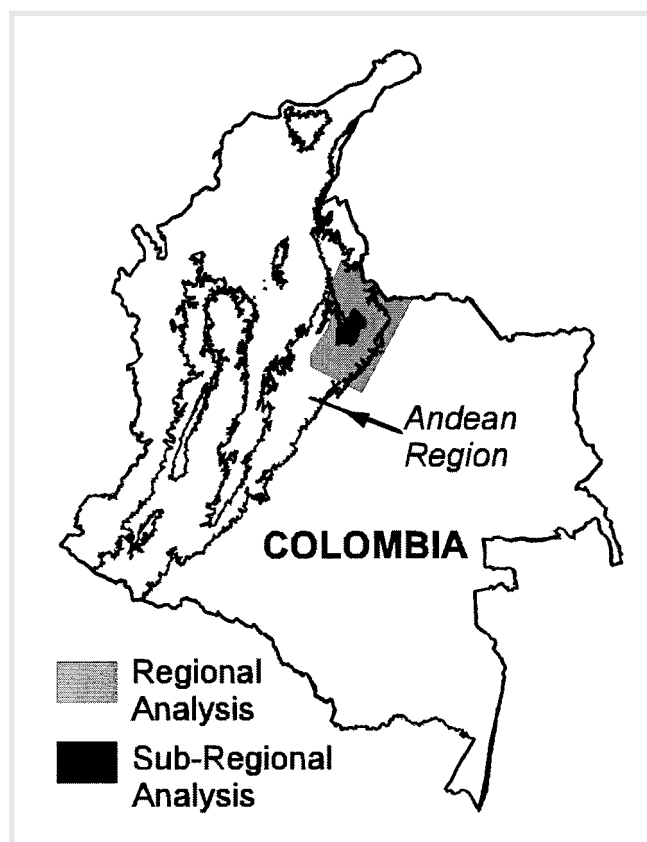 Andean
Region
COLOMBIA
Regional
Analysis
Sub-Regional
Analysis